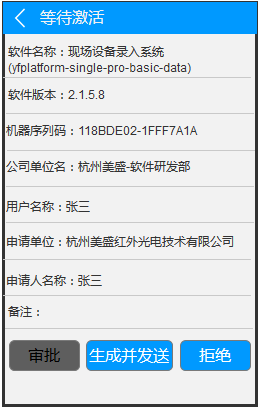 等待激活
软件名称：现场设备录入系统
(yfplatform-single-pro-basic-data)
软件版本：2.1.5.8
机器序列码：118BDE02-1FFF7A1A
公司单位名：杭州美盛-软件研发部
用户名称：张三
申请单位：杭州美盛红外光电技术有限公司
申请人名称：张三
备注：
审批 生成并发送 拒绝